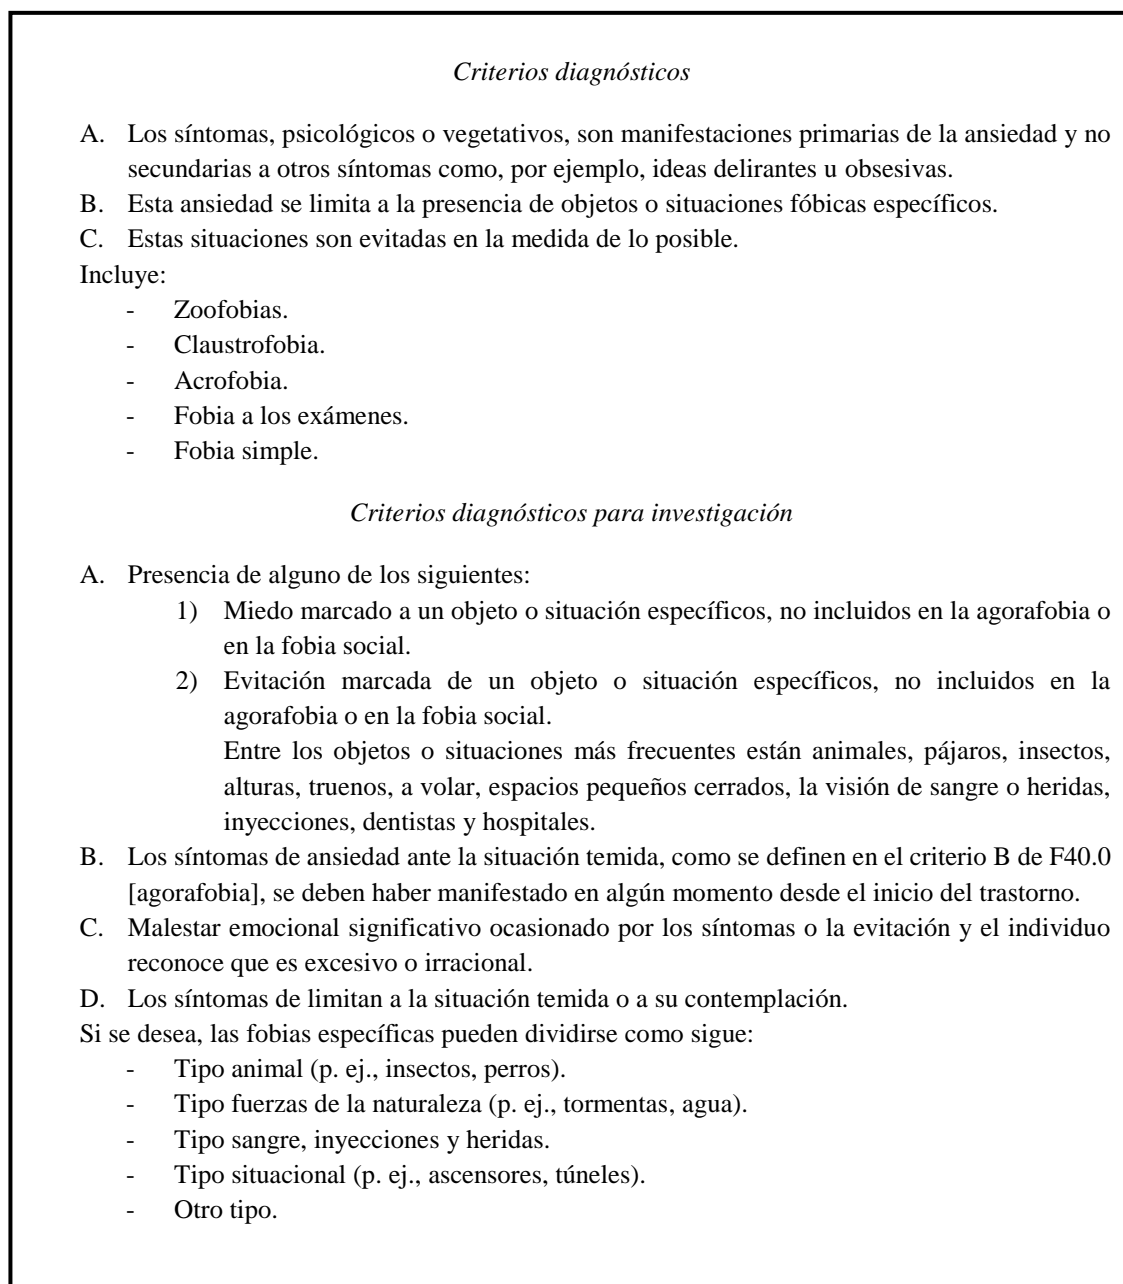 Criterios diagnósticos
A. Los síntomas, psicológicos o vegetativos, son manifestaciones primarias de la ansiedad y no
secundarias a otros síntomas como, por ejemplo, ideas delirantes u obsesivas.
B. Esta ansiedad se limita a la presencia de objetos o situaciones fóbicas específicos.
C. Estas situaciones son evitadas en la medida de lo posible.
Incluye:
- Zoofobias.
- Claustrofobia.
- Acrofobia.
- Fobia a los exámenes.
- Fobia simple.
Criterios diagnósticos para investigación
A. Presencia de alguno de los siguientes:
1) Miedo marcado a un objeto o situación específicos, no incluidos en la agorafobia o
en la fobia social.
2) Evitación marcada de un objeto o situación específicos, no incluidos en la
agorafobia o en la fobia social.
Entre los objetos o situaciones más frecuentes están animales, pájaros, insectos,
alturas, truenos, a volar, espacios pequeños cerrados, la visión de sangre o heridas,
inyecciones, dentistas y hospitales.
B. Los síntomas de ansiedad ante la situación temida, como se definen en el criterio B de F40.0
[agorafobia], se deben haber manifestado en algún momento desde el inicio del trastorno.
C. Malestar emocional significativo ocasionado por los síntomas o la evitación y el individuo
reconoce que es excesivo o irracional.
D. Los síntomas de limitan a la situación temida o a su contemplación.
Si se desea, las fobias específicas pueden dividirse como sigue:
- Tipo animal (p. ej., insectos, perros).
- Tipo fuerzas de la naturaleza (p. ej., tormentas, agua).
- Tipo sangre, inyecciones y heridas.
- Tipo situacional (p. ej., ascensores, túneles).
- Otro tipo.